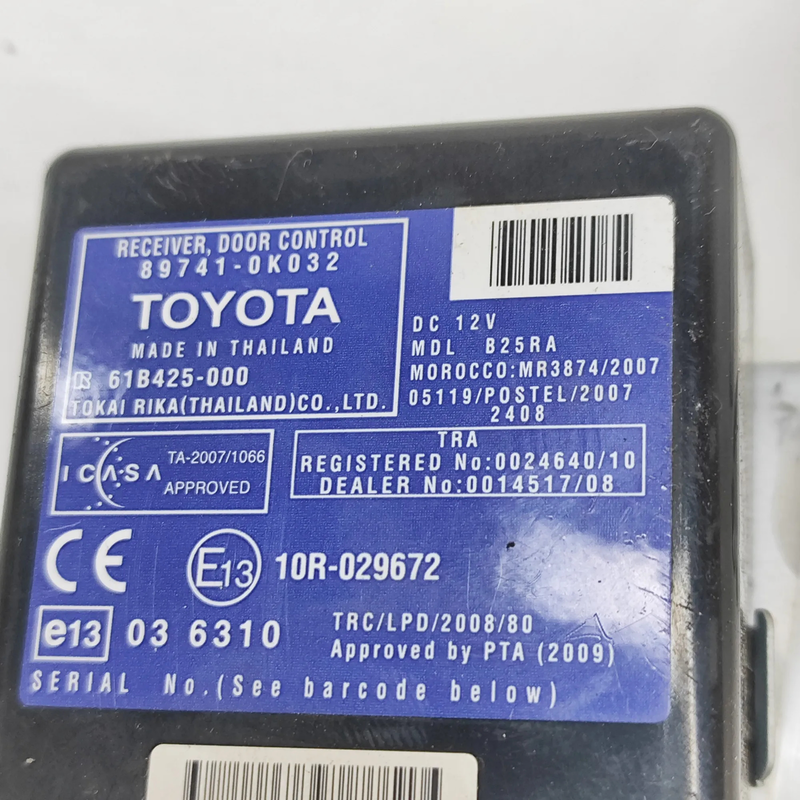 RECEIVER, DOOR CONTROL
89741-0K032
TOYOTA
MADE IN THAILAND
R 61B425-000
TOKAI RIKA(THAILAND)CO.,LTD.
DC 12V
MDL B25RA
MOROCCO:MR3874/2007
05119/POSTEL/2007
2408
ICASA
TA-2007/1066
APPROVED
TRA
REGISTERED No:0024640/10
DEALER No:0014517/08
CE E13 10R-029672
e13 03 6310
TRC/LPD/2008/80
Approved by PTA (2009)
SERIAL No.(See barcode below)